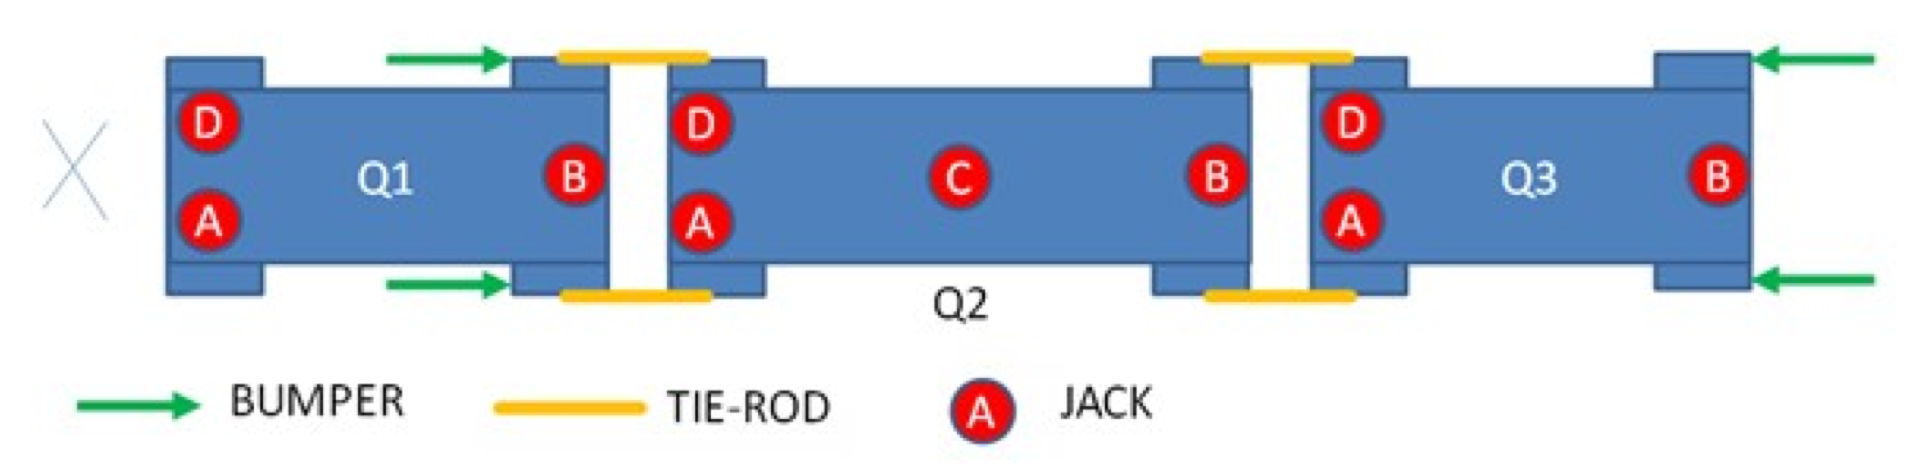 D D D
Q1 B C B Q3 B
A A A
Q2
BUMPER TIE-ROD A JACK